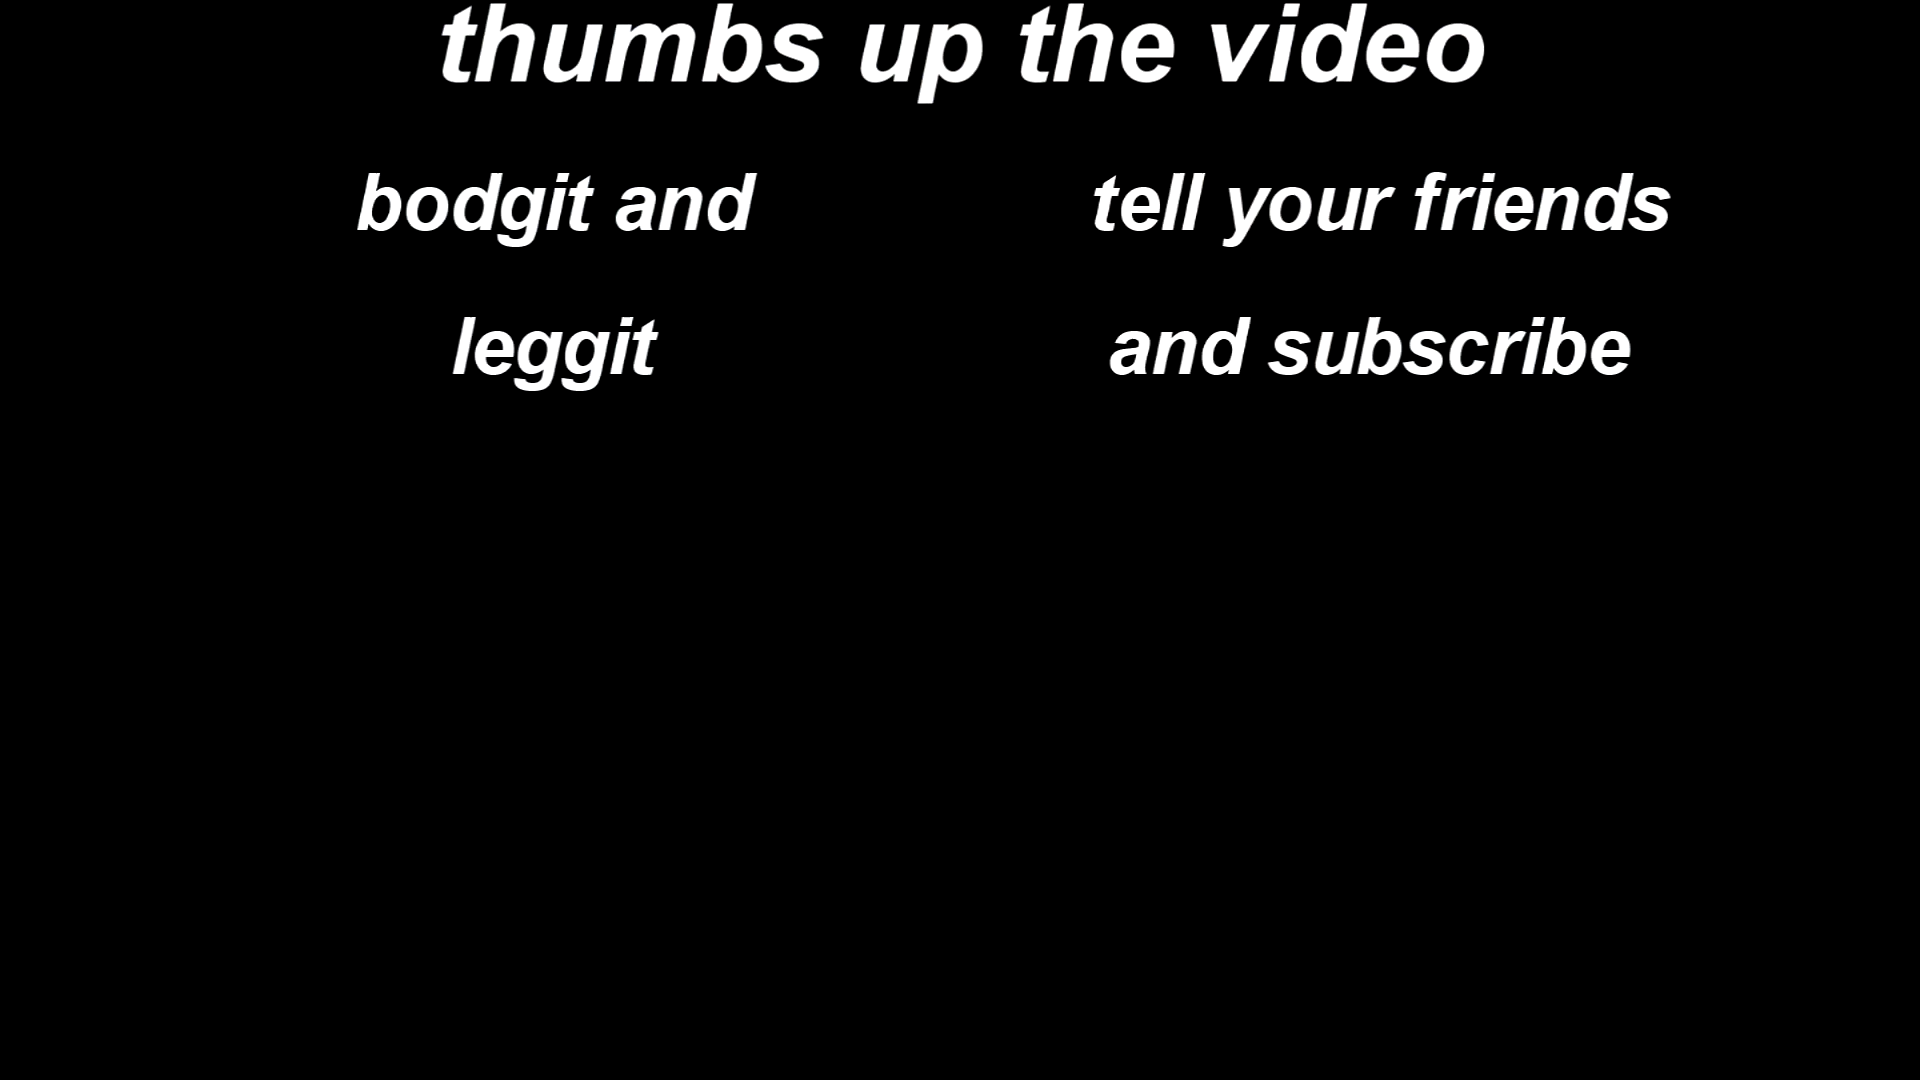 thumbs up the video
bodgit and
leggit
tell your friends
and subscribe